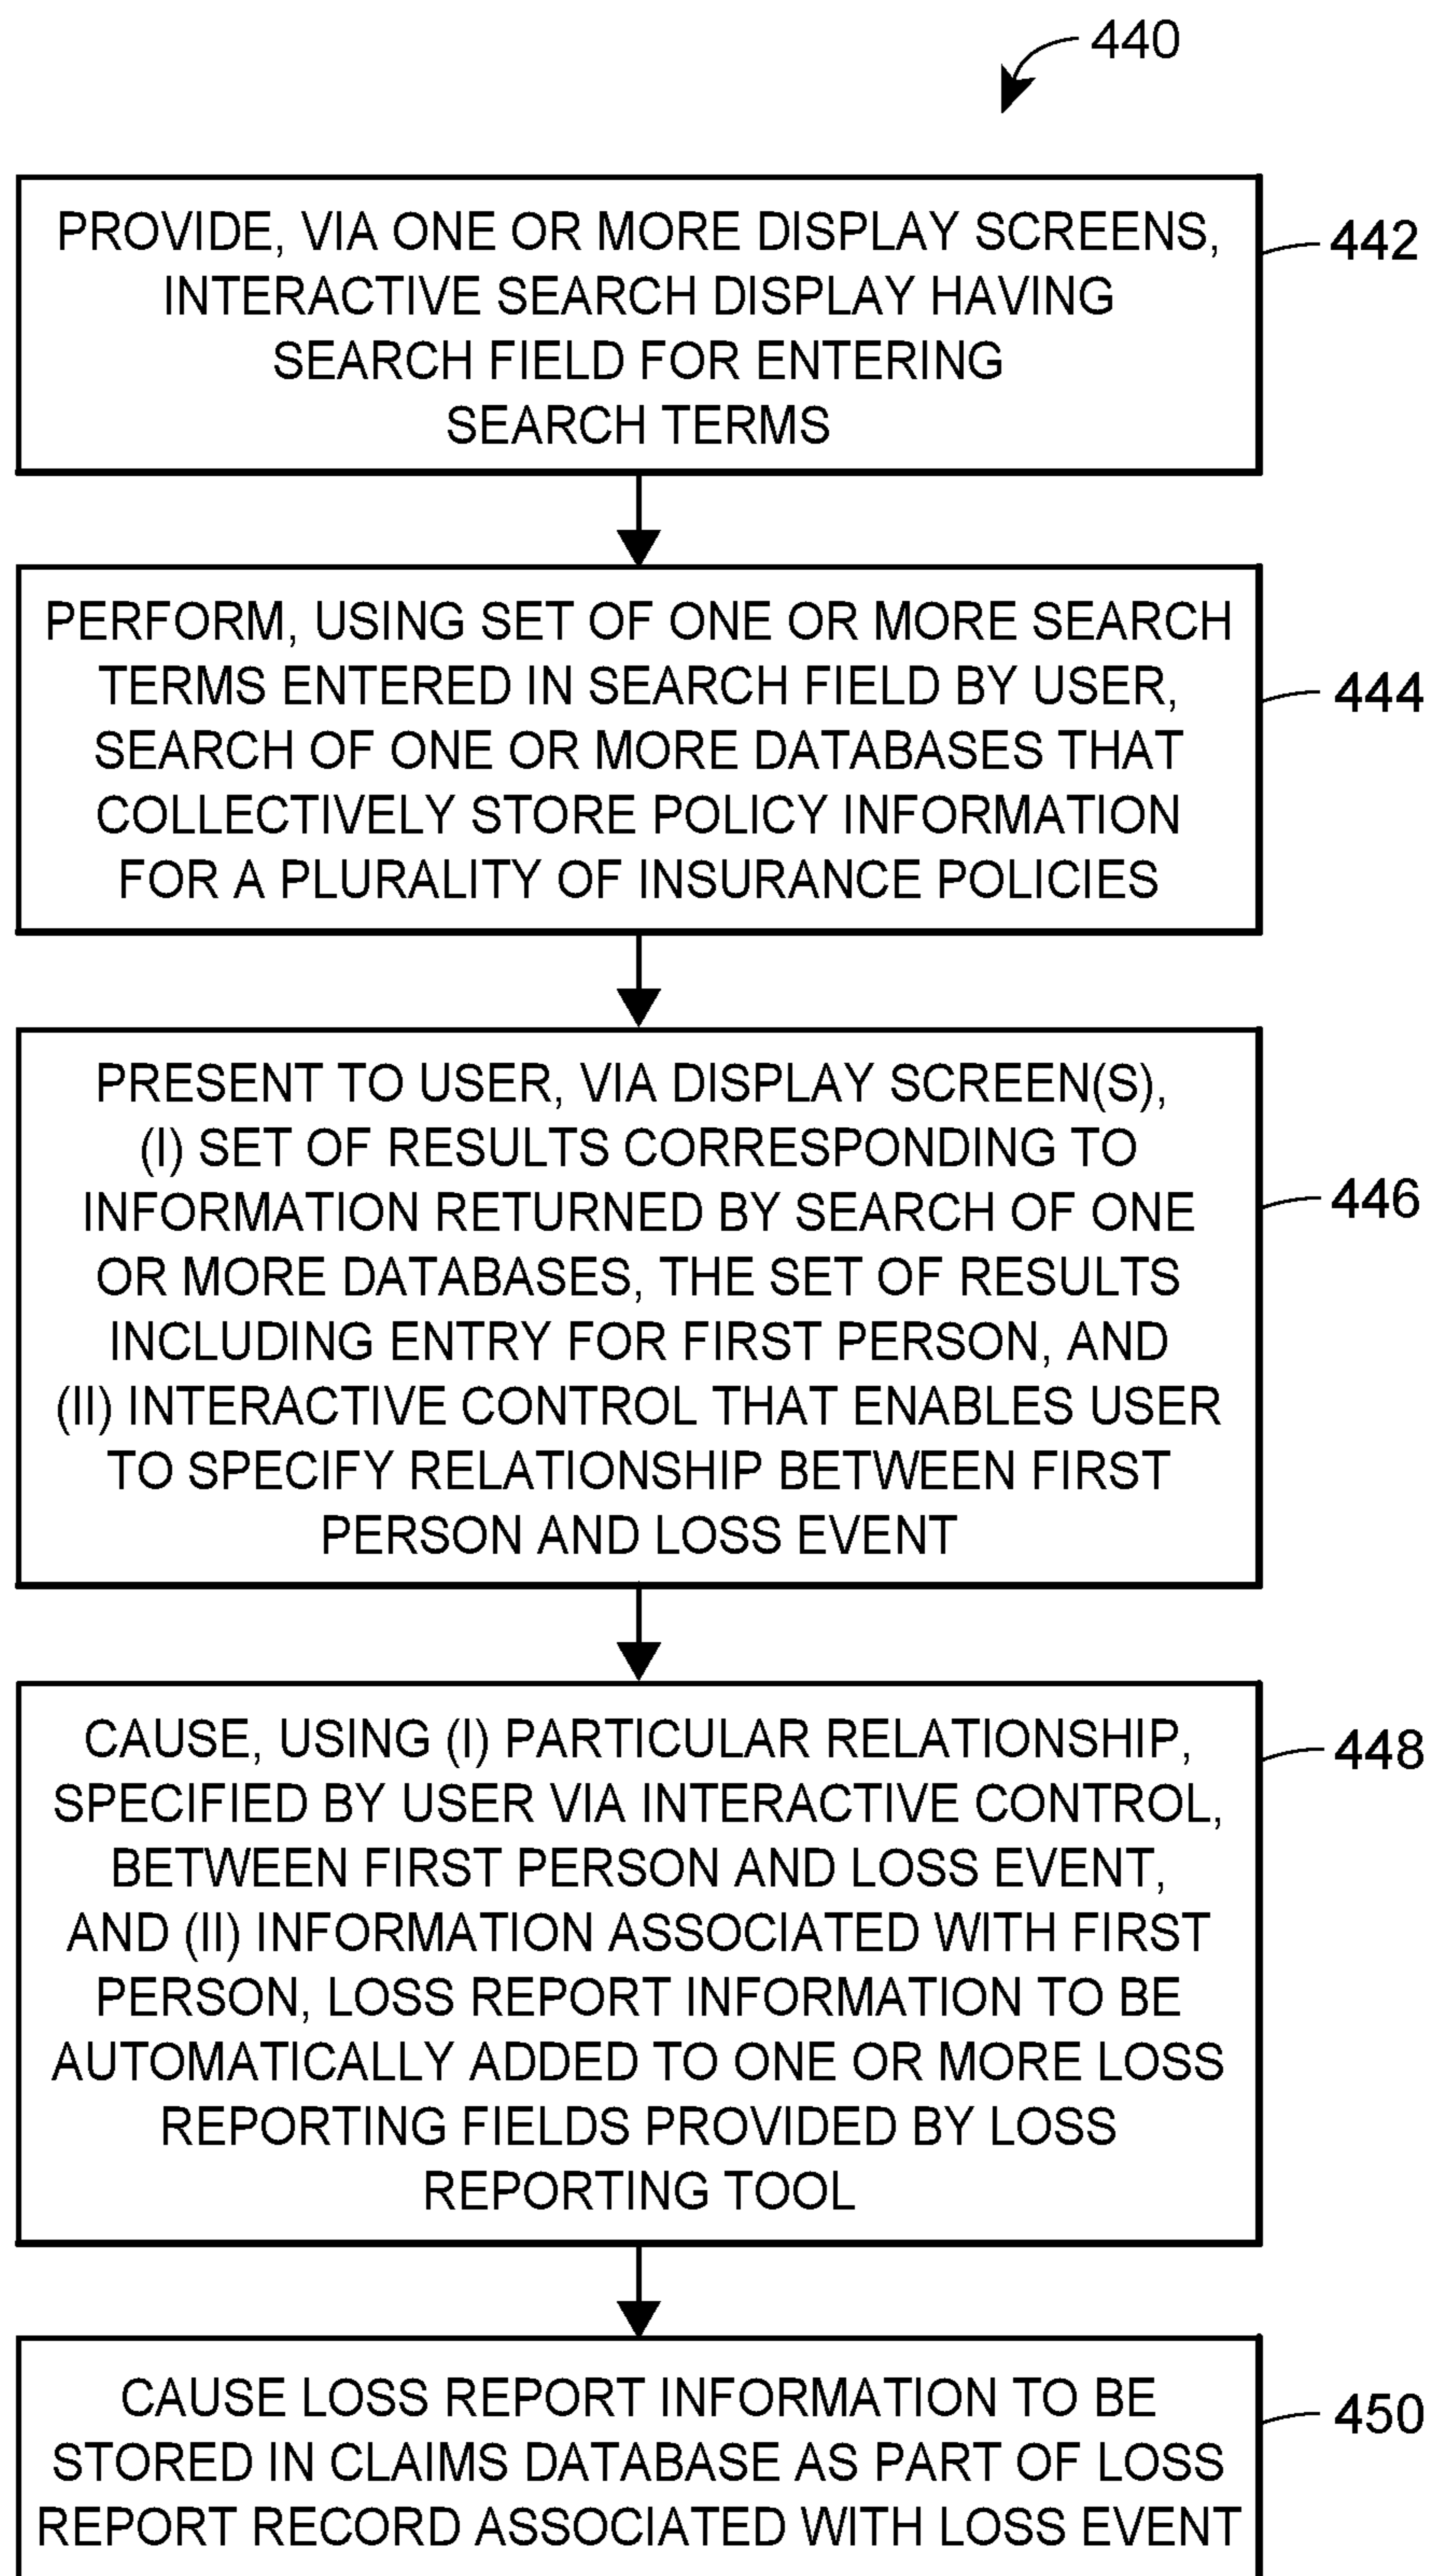 440
PROVIDE, VIA ONE OR MORE DISPLAY SCREENS,
INTERACTIVE SEARCH DISPLAY HAVING
SEARCH FIELD FOR ENTERING
SEARCH TERMS
442
PERFORM, USING SET OF ONE OR MORE SEARCH
TERMS ENTERED IN SEARCH FIELD BY USER,
SEARCH OF ONE OR MORE DATABASES THAT
COLLECTIVELY STORE POLICY INFORMATION
FOR A PLURALITY OF INSURANCE POLICIES
444
PRESENT TO USER, VIA DISPLAY SCREEN(S),
(I) SET OF RESULTS CORRESPONDING TO
INFORMATION RETURNED BY SEARCH OF ONE
OR MORE DATABASES, THE SET OF RESULTS
INCLUDING ENTRY FOR FIRST PERSON, AND
(II) INTERACTIVE CONTROL THAT ENABLES USER
TO SPECIFY RELATIONSHIP BETWEEN FIRST
PERSON AND LOSS EVENT
446
CAUSE, USING (I) PARTICULAR RELATIONSHIP,
SPECIFIED BY USER VIA INTERACTIVE CONTROL,
BETWEEN FIRST PERSON AND LOSS EVENT,
AND (II) INFORMATION ASSOCIATED WITH FIRST
PERSON, LOSS REPORT INFORMATION TO BE
AUTOMATICALLY ADDED TO ONE OR MORE LOSS
REPORTING FIELDS PROVIDED BY LOSS
REPORTING TOOL
448
CAUSE LOSS REPORT INFORMATION TO BE
STORED IN CLAIMS DATABASE AS PART OF LOSS
REPORT RECORD ASSOCIATED WITH LOSS EVENT
450